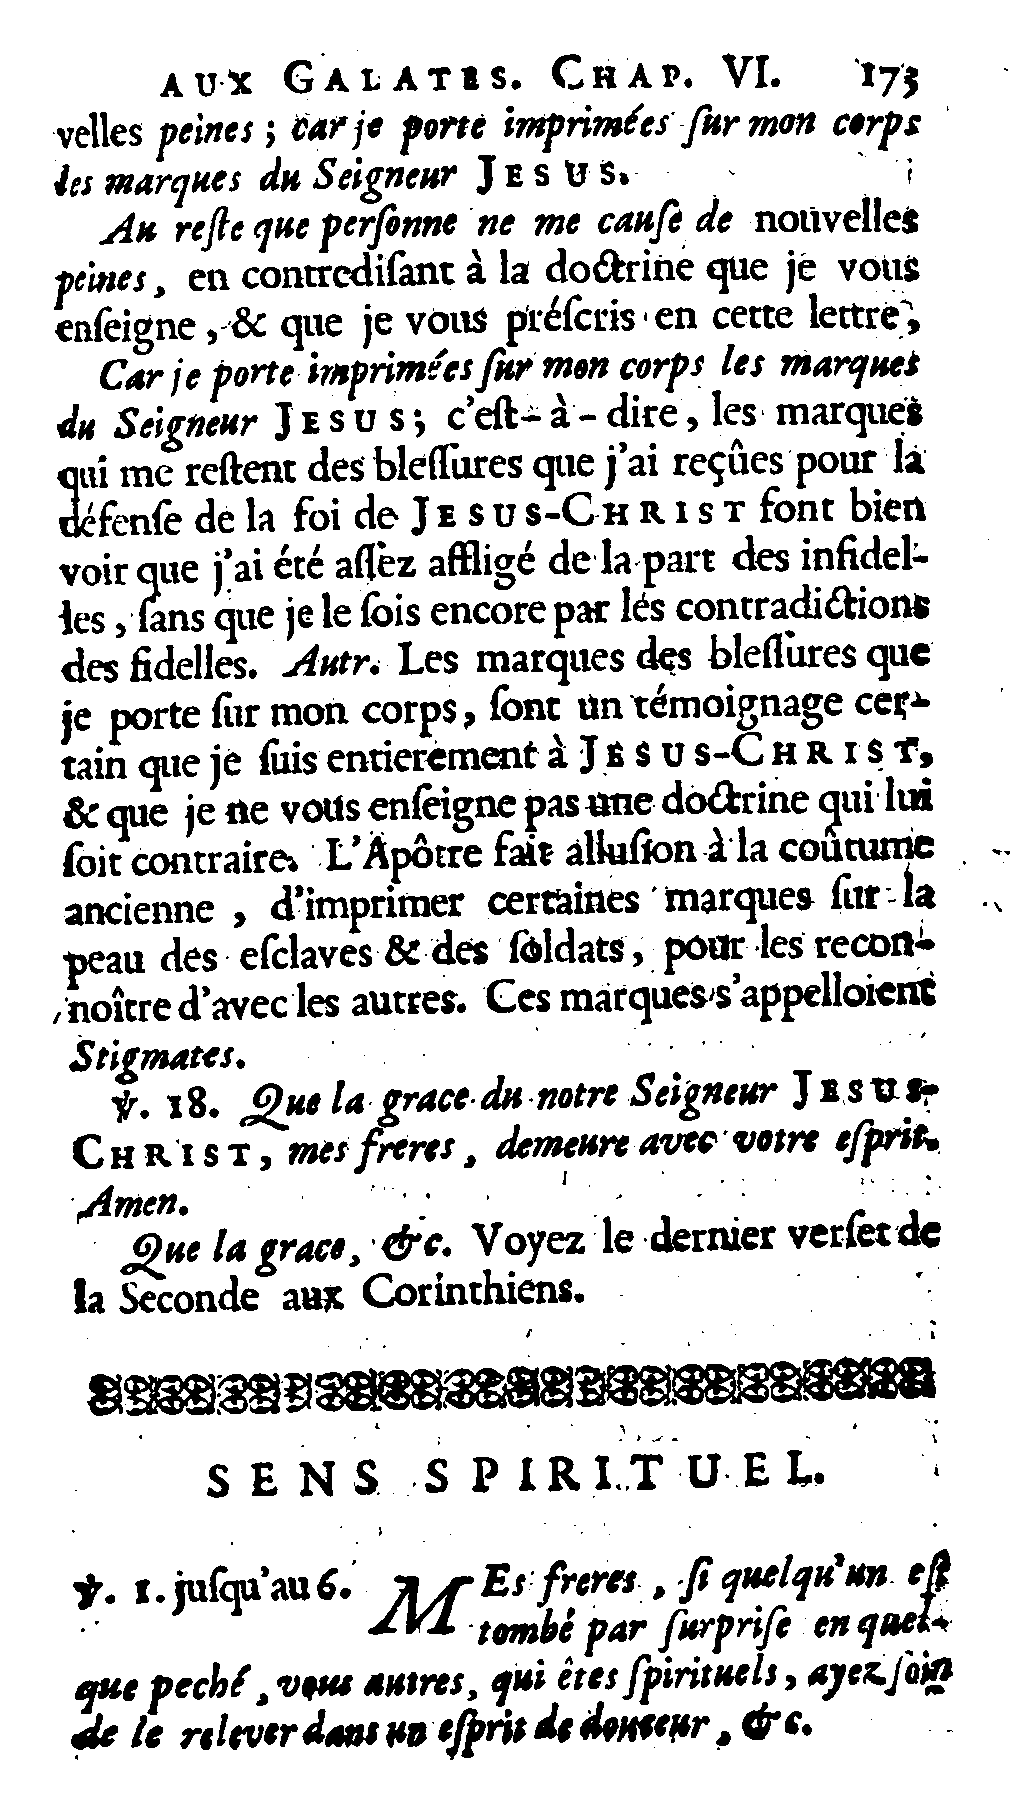 AUX GALATES. CHAP. VI. 173
velles peines ; car je porte imprimées ſur mon corps
les marques du Seigneur JESUS.
Au reſte que perſonne ne me cauſe de nouvelles
peines, en contrediſant à la doctrine que je vous
enſeigne, & que je vous préſcris en cette lettre,
Car je porte imprimées ſur mon corps les marques
du Seigneur JESUS; c'eſt-à-dire, les marques
qui me reſtent des bleſſures que j'ai reçûes pour la
défenſe de la foi de JESUS-CHRIST font bien
voir que j'ai été aſſez affligé de la part des infidel-
les, ſans que je le ſois encore par les contradictions
des fidelles. Autr. Les marques des bleſſures que
je porte ſur mon corps, ſont un témoignage cer-
tain que je ſuis entierement à JESUS-CHRIST,
& que je ne vous enſeigne pas une doctrine qui lui
ſoit contraire. L'Apôtre fait alluſion à la coûtume
ancienne, d'imprimer certaines marques ſur la
peau des eſclaves & des ſoldats, pour les recon-
noître d'avec les autres. Ces marques s'appelloient
Stigmates.
℣. 18. Que la grace du notre Seigneur JESUS-
CHRIST, mes freres, demeure avec votre eſprit.
Amen.
Que la grace, &c. Voyez le dernier verſet de
la Seconde aux Corinthiens.
SENS SPIRITUEL.
℣. 1. juſqu'au 6. MEs freres, ſi quelqu'un eſt
tombé par ſurpriſe en quel-
que peché, vous autres, qui êtes ſpirituels, ayez ſoin
de le relever dans un eſprit de douceur, &c.